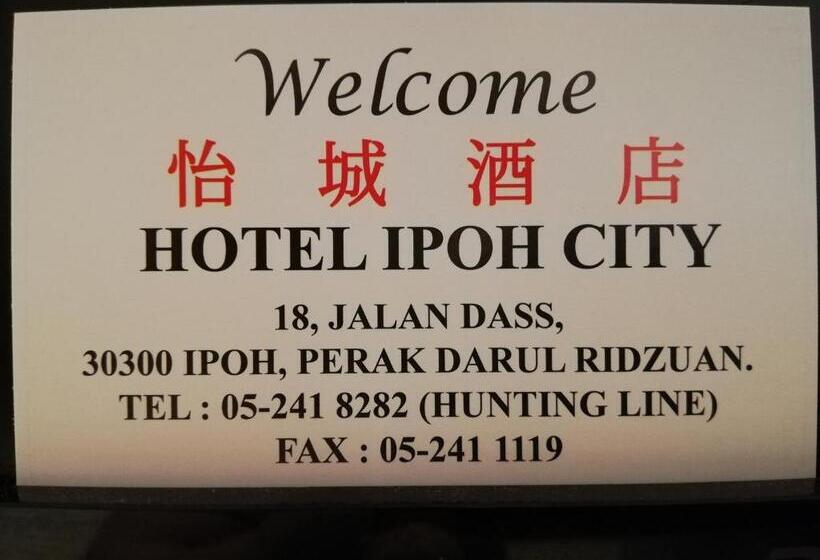 Welcome
怡城酒店
HOTEL IPOH CITY
18, JALAN DASS,
30300 IPOH, PERAK DARUL RIDZUAN.
TEL : 05-241 8282 (HUNTING LINE)
FAX : 05-241 1119